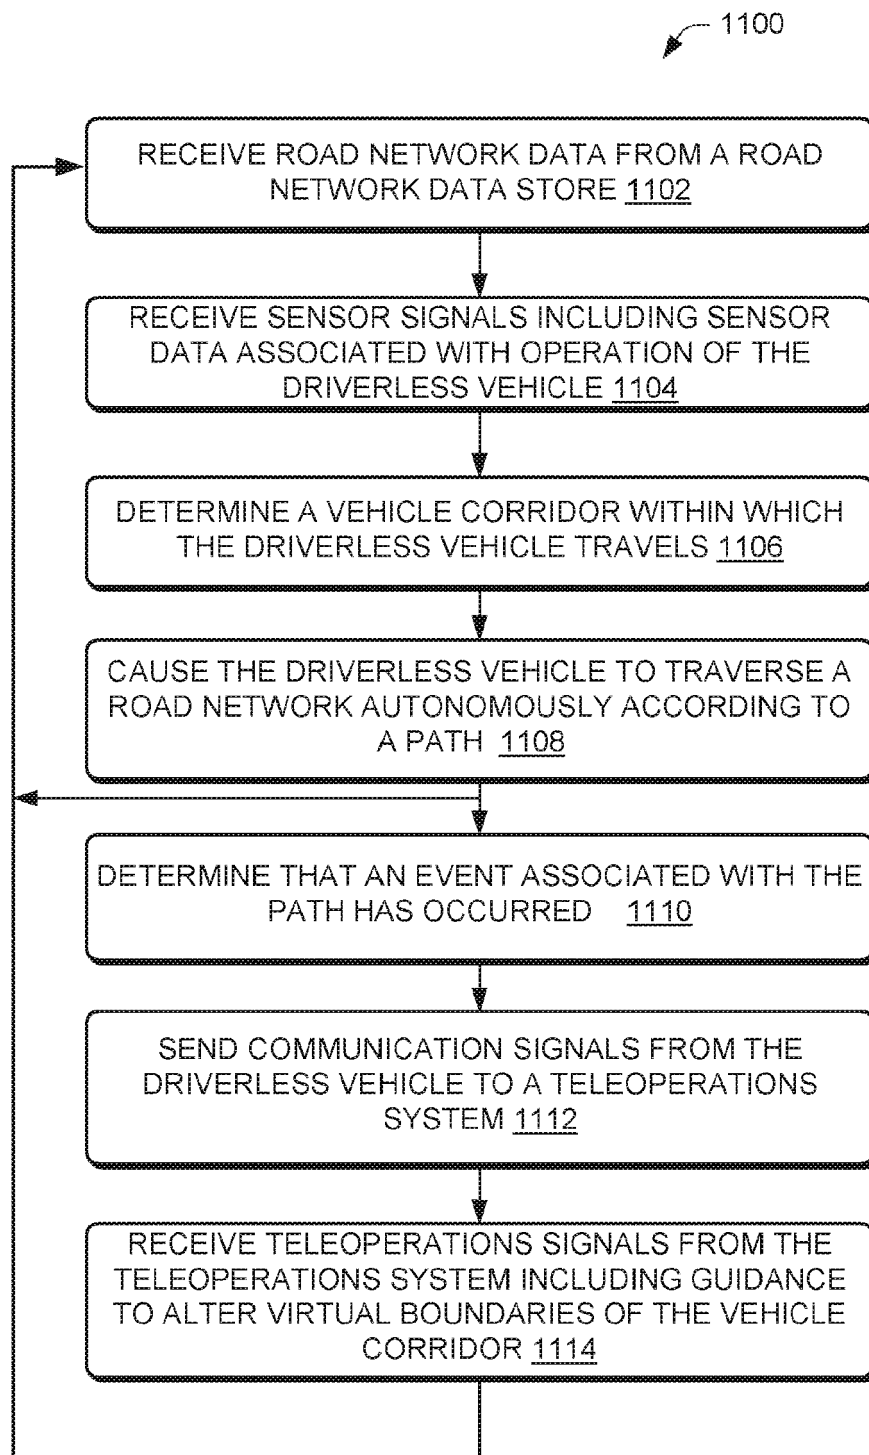 1100
RECEIVE ROAD NETWORK DATA FROM A ROAD
NETWORK DATA STORE 1102
RECEIVE SENSOR SIGNALS INCLUDING SENSOR
DATA ASSOCIATED WITH OPERATION OF THE
DRIVERLESS VEHICLE 1104
DETERMINE A VEHICLE CORRIDOR WITHIN WHICH
THE DRIVERLESS VEHICLE TRAVELS 1106
CAUSE THE DRIVERLESS VEHICLE TO TRAVERSE A
ROAD NETWORK AUTONOMOUSLY ACCORDING TO
A PATH 1108
DETERMINE THAT AN EVENT ASSOCIATED WITH THE
PATH HAS OCCURRED 1110
SEND COMMUNICATION SIGNALS FROM THE
DRIVERLESS VEHICLE TO A TELEOPERATIONS
SYSTEM 1112
RECEIVE TELEOPERATIONS SIGNALS FROM THE
TELEOPERATIONS SYSTEM INCLUDING GUIDANCE
TO ALTER VIRTUAL BOUNDARIES OF THE VEHICLE
CORRIDOR 1114